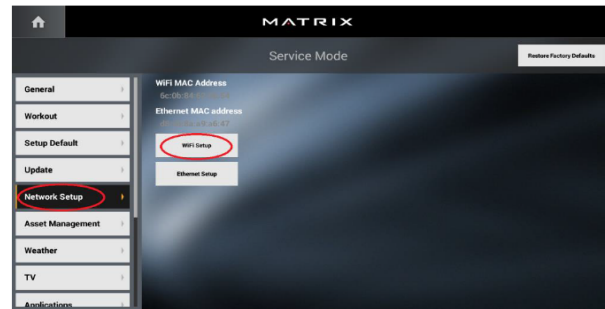 MATRIX
Service Mode
Restore Factory Defaults
General
Workout
Setup Default
Update
Network Setup
Asset Management
Weather
TV
Applications
WiFi MAC Address
Ethernet MAC address
WiFi Setup
Ethernet Setup